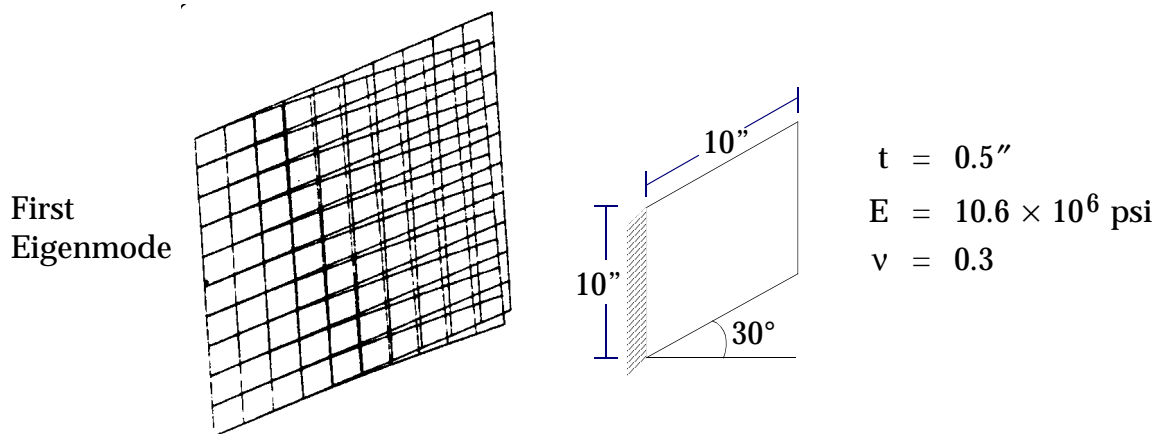 First
Eigenmode
10”
10”
30°
t = 0.5″
E = 10.6 × 10⁶ psi
ν = 0.3